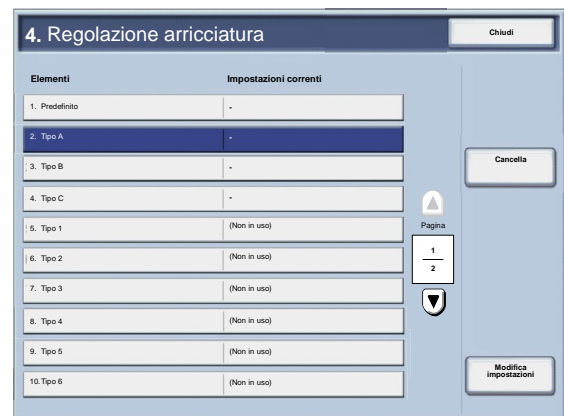 4. Regolazione arricciatura
Chiudi
Elementi Impostazioni correnti
1. Predefinito -
2. Tipo A -
3. Tipo B -
Cancella
4. Tipo C -
5. Tipo 1 (Non in uso)
Pagina
6. Tipo 2 (Non in uso)
1
2
7. Tipo 3 (Non in uso)
8. Tipo 4 (Non in uso)
9. Tipo 5 (Non in uso)
10. Tipo 6 (Non in uso)
Modifica
impostazioni